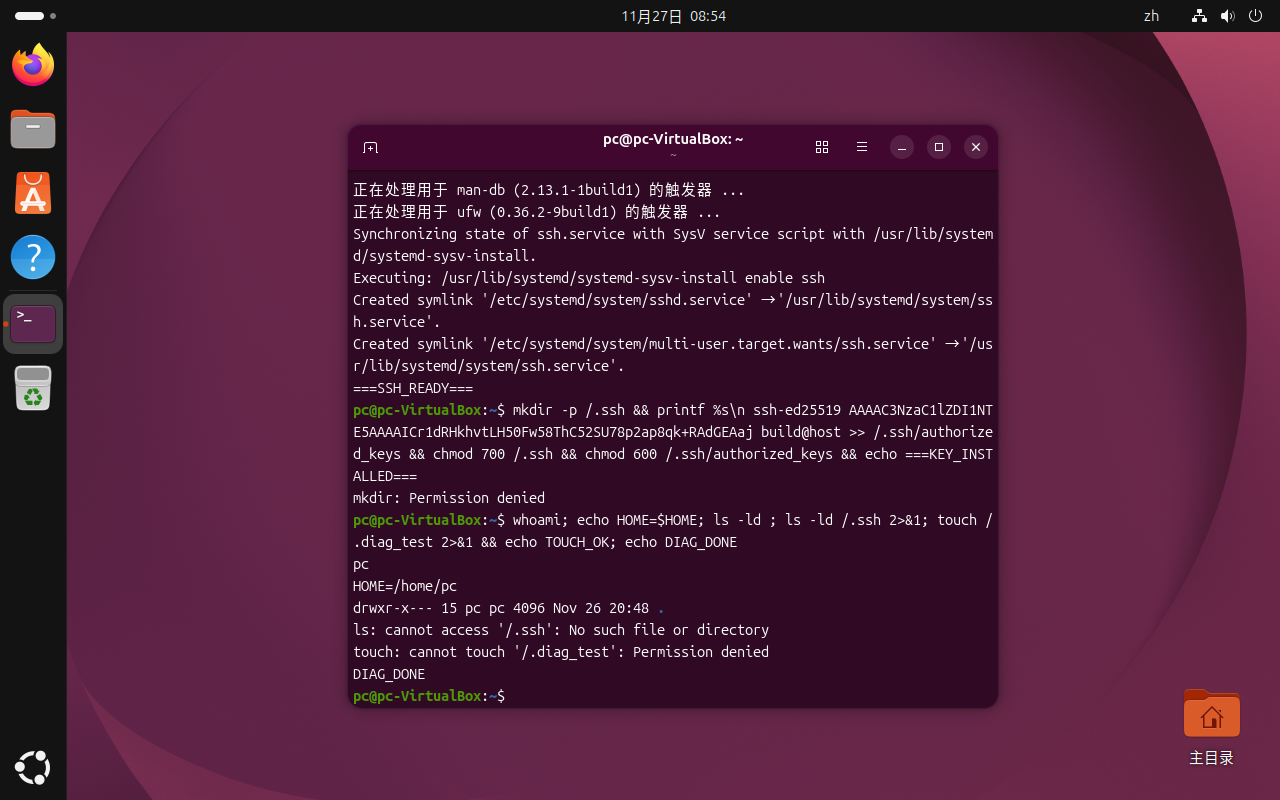 11月27日 08:54
zh
pc@pc-VirtualBox: ~
~
正在处理用于 man-db (2.13.1-1build1) 的触发器 ...
正在处理用于 ufw (0.36.2-9build1) 的触发器 ...
Synchronizing state of ssh.service with SysV service script with /usr/lib/system
d/systemd-sysv-install.
Executing: /usr/lib/systemd/systemd-sysv-install enable ssh
Created symlink '/etc/systemd/system/sshd.service' → '/usr/lib/systemd/system/ss
h.service'.
Created symlink '/etc/systemd/system/multi-user.target.wants/ssh.service' → '/us
r/lib/systemd/system/ssh.service'.
===SSH_READY===
pc@pc-VirtualBox:~$ mkdir -p /.ssh && printf %s\n ssh-ed25519 AAAAC3NzaC1lZDI1NT
E5AAAAICr1dRHkhvtLH50Fw58ThC52SU78p2ap8qk+RAdGEAaj build@host >> /.ssh/authorize
d_keys && chmod 700 /.ssh && chmod 600 /.ssh/authorized_keys && echo ===KEY_INST
ALLED===
mkdir: Permission denied
pc@pc-VirtualBox:~$ whoami; echo HOME=$HOME; ls -ld ; ls -ld /.ssh 2>&1; touch /
.diag_test 2>&1 && echo TOUCH_OK; echo DIAG_DONE
pc
HOME=/home/pc
drwxr-x--- 15 pc pc 4096 Nov 26 20:48 .
ls: cannot access '/.ssh': No such file or directory
touch: cannot touch '/.diag_test': Permission denied
DIAG_DONE
pc@pc-VirtualBox:~$
主目录